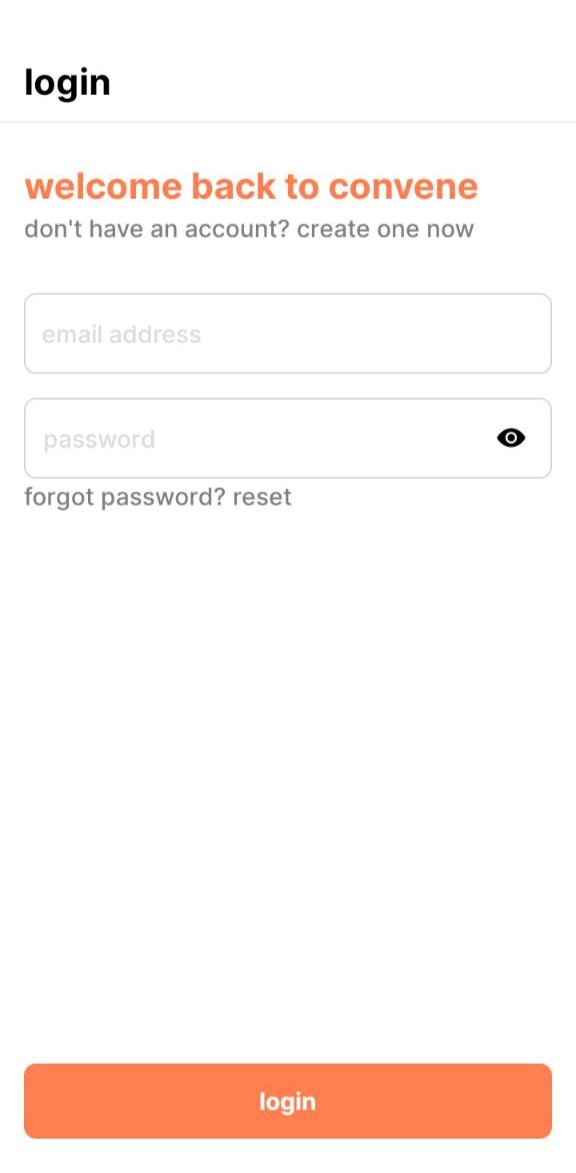 login
welcome back to convene
don't have an account? create one now
email address
password
forgot password? reset
login